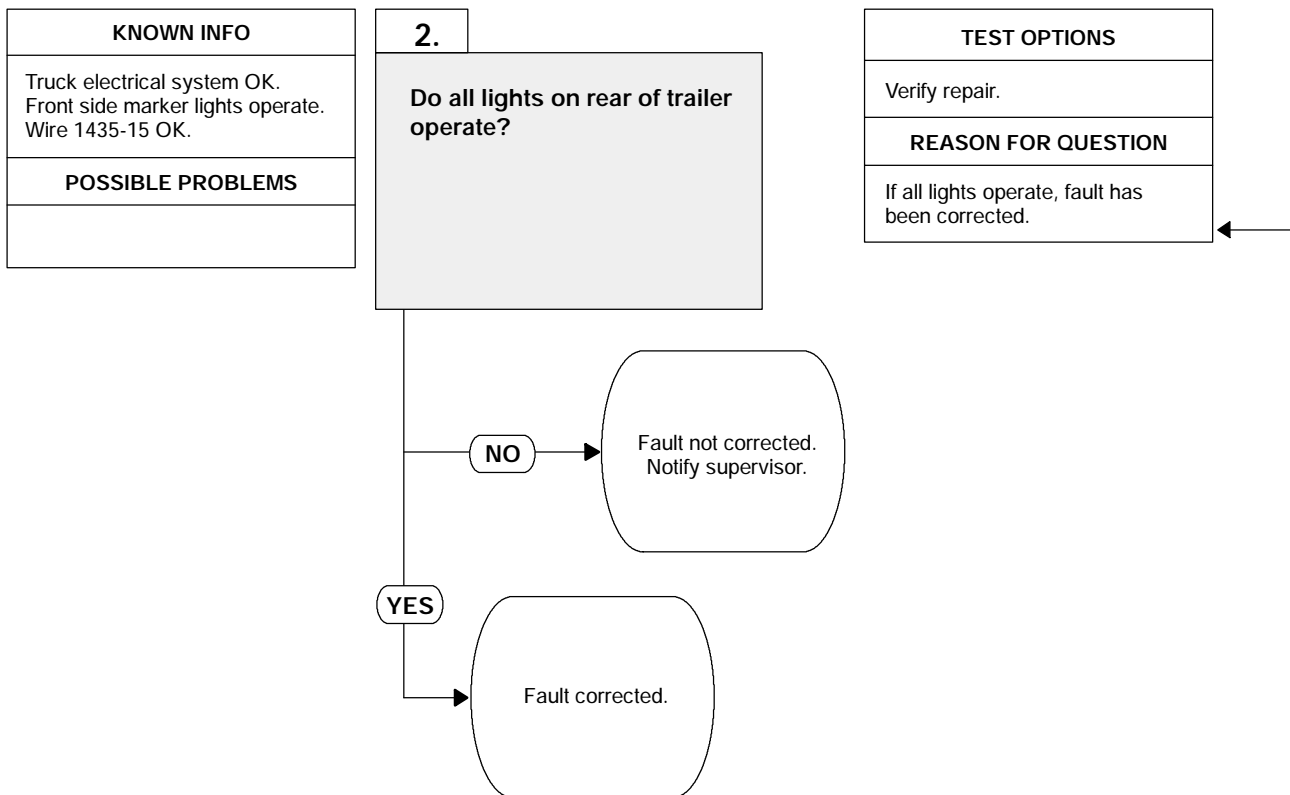 KNOWN INFO
Truck electrical system OK.
Front side marker lights operate.
Wire 1435-15 OK.
POSSIBLE PROBLEMS
2.
Do all lights on rear of trailer
operate?
TEST OPTIONS
Verify repair.
REASON FOR QUESTION
If all lights operate, fault has
been corrected.
NO
Fault not corrected.
Notify supervisor.
YES
Fault corrected.